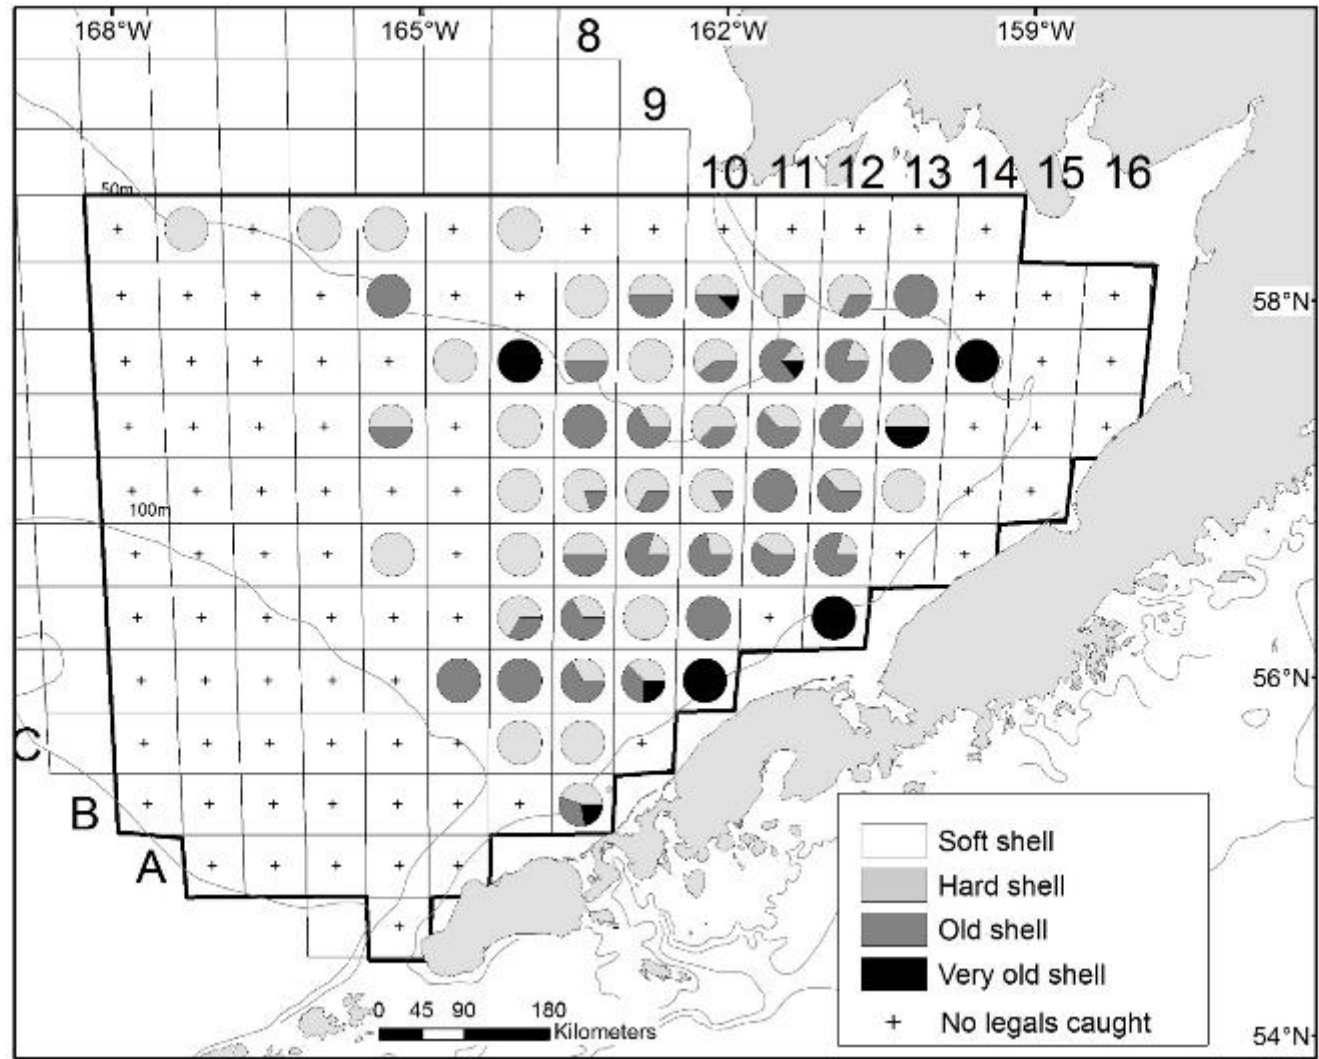 168°W 165°W 162°W 159°W
8
9
10 11 12 13 14 15 16
50m
58°N
100m
56°N
C
B
A
Soft shell
Hard shell
Old shell
Very old shell
+ No legals caught
0 45 90 180
Kilometers
54°N